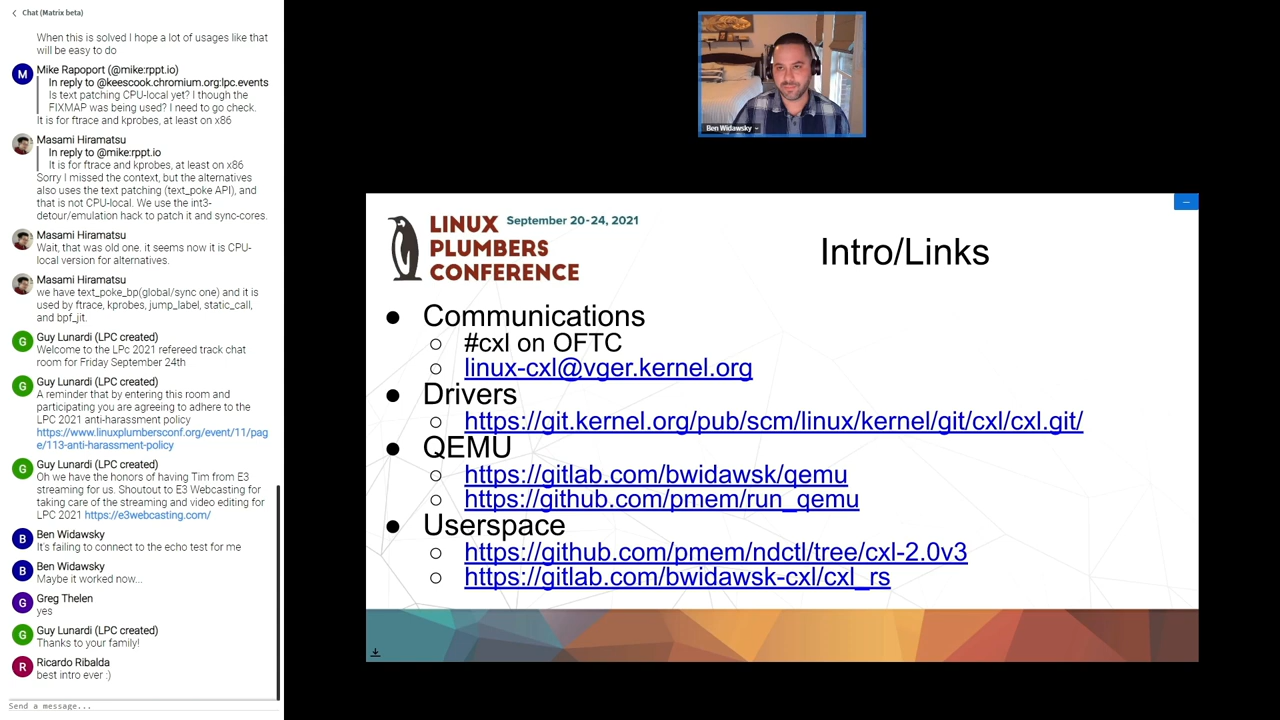 Chat (Matrix beta)
When this is solved I hope a lot of usages like that
will be easy to do
M
Mike Rapoport (@mike:rppt.io)
In reply to @keescook.chromium.org:lpc.events
Is text patching CPU-local yet? I though the
FIXMAP was being used? I need to go check.
It is for ftrace and kprobes, at least on x86
Masami Hiramatsu
In reply to @mike:rppt.io
It is for ftrace and kprobes, at least on x86
Sorry I missed the context, but the alternatives
also uses the text patching (text_poke API), and
that is not CPU-local. We use the int3-
detour/emulation hack to patch it and sync-cores.
Masami Hiramatsu
Wait, that was old one. it seems now it is CPU-
local version for alternatives.
Masami Hiramatsu
we have text_poke_bp(global/sync one) and it is
used by ftrace, kprobes, jump_label, static_call,
and bpf_jit.
G
Guy Lunardi (LPC created)
Welcome to the LPc 2021 refereed track chat
room for Friday September 24th
G
Guy Lunardi (LPC created)
A reminder that by entering this room and
participating you are agreeing to adhere to the
LPC 2021 anti-harassment policy
https://www.linuxplumbersconf.org/event/11/pag
e/113-anti-harassment-policy
G
Guy Lunardi (LPC created)
Oh we have the honors of having Tim from E3
streaming for us. Shoutout to E3 Webcasting for
taking care of the streaming and video editing for
LPC 2021 https://e3webcasting.com/
B
Ben Widawsky
It's failing to connect to the echo test for me
B
Ben Widawsky
Maybe it worked now...
G
Greg Thelen
yes
G
Guy Lunardi (LPC created)
Thanks to your family!
R
Ricardo Ribalda
best intro ever :)
Send a message...
Ben Widawsky
LINUX
PLUMBERS
CONFERENCE
September 20-24, 2021
Intro/Links
● Communications
○ #cxl on OFTC
○ linux-cxl@vger.kernel.org
● Drivers
○ https://git.kernel.org/pub/scm/linux/kernel/git/cxl/cxl.git/
● QEMU
○ https://gitlab.com/bwidawsk/qemu
○ https://github.com/pmem/run_qemu
● Userspace
○ https://github.com/pmem/ndctl/tree/cxl-2.0v3
○ https://gitlab.com/bwidawsk-cxl/cxl_rs